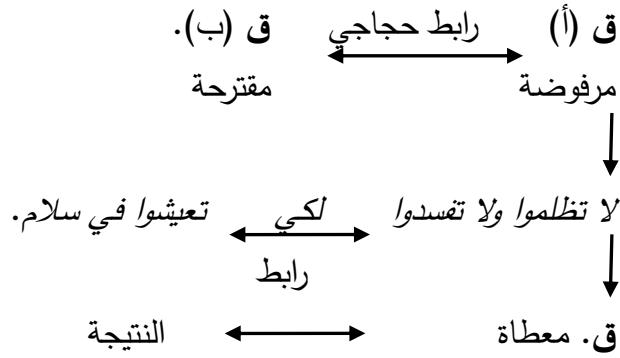 ق (أ) رابط حجاجي ق (ب).
مرفوضة مقترحة
لا تظلموا ولا تفسدوا لكي تعيشوا في سلام.
رابط
ق. معطاة النتيجة